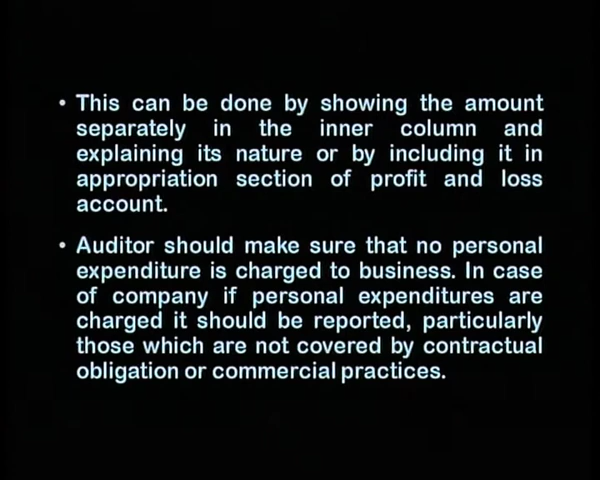 • This can be done by showing the amount
separately in the inner column and
explaining its nature or by including it in
appropriation section of profit and loss
account.
• Auditor should make sure that no personal
expenditure is charged to business. In case
of company if personal expenditures are
charged it should be reported, particularly
those which are not covered by contractual
obligation or commercial practices.